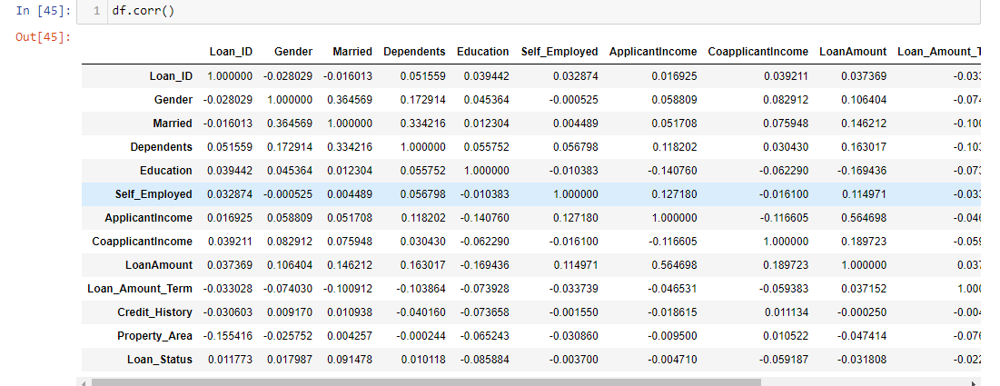 In [45]: 1 df.corr()
Out[45]:
Loan_ID Gender Married Dependents Education Self_Employed ApplicantIncome CoapplicantIncome LoanAmount Loan_Amount_T
Loan_ID 1.000000 -0.028029 -0.016013 0.051559 0.039442 0.032874 0.016925 0.039211 0.037369 -0.033
Gender -0.028029 1.000000 0.364569 0.172914 0.045364 -0.000525 0.058809 0.082912 0.106404 -0.074
Married -0.016013 0.364569 1.000000 0.334216 0.012304 0.004489 0.051708 0.075948 0.146212 -0.100
Dependents 0.051559 0.172914 0.334216 1.000000 0.055752 0.056798 0.118202 0.030430 0.163017 -0.103
Education 0.039442 0.045364 0.012304 0.055752 1.000000 -0.010383 -0.140760 -0.062290 -0.169436 -0.073
Self_Employed 0.032874 -0.000525 0.004489 0.056798 -0.010383 1.000000 0.127180 -0.016100 0.114971 -0.033
ApplicantIncome 0.016925 0.058809 0.051708 0.118202 -0.140760 0.127180 1.000000 -0.116605 0.564698 -0.046
CoapplicantIncome 0.039211 0.082912 0.075948 0.030430 -0.062290 -0.016100 -0.116605 1.000000 0.189723 -0.059
LoanAmount 0.037369 0.106404 0.146212 0.163017 -0.169436 0.114971 0.564698 0.189723 1.000000 0.037
Loan_Amount_Term -0.033028 -0.074030 -0.100912 -0.103864 -0.073928 -0.033739 -0.046531 -0.059383 0.037152 1.000
Credit_History -0.030603 0.009170 0.010938 -0.040160 -0.073658 -0.001550 -0.018615 0.011134 -0.000250 -0.004
Property_Area -0.155416 -0.025752 0.004257 -0.000244 -0.065243 -0.030860 -0.009500 0.010522 -0.047414 -0.076
Loan_Status 0.011773 0.017987 0.091478 0.010118 -0.085884 -0.003700 -0.004710 -0.059187 -0.031808 -0.022